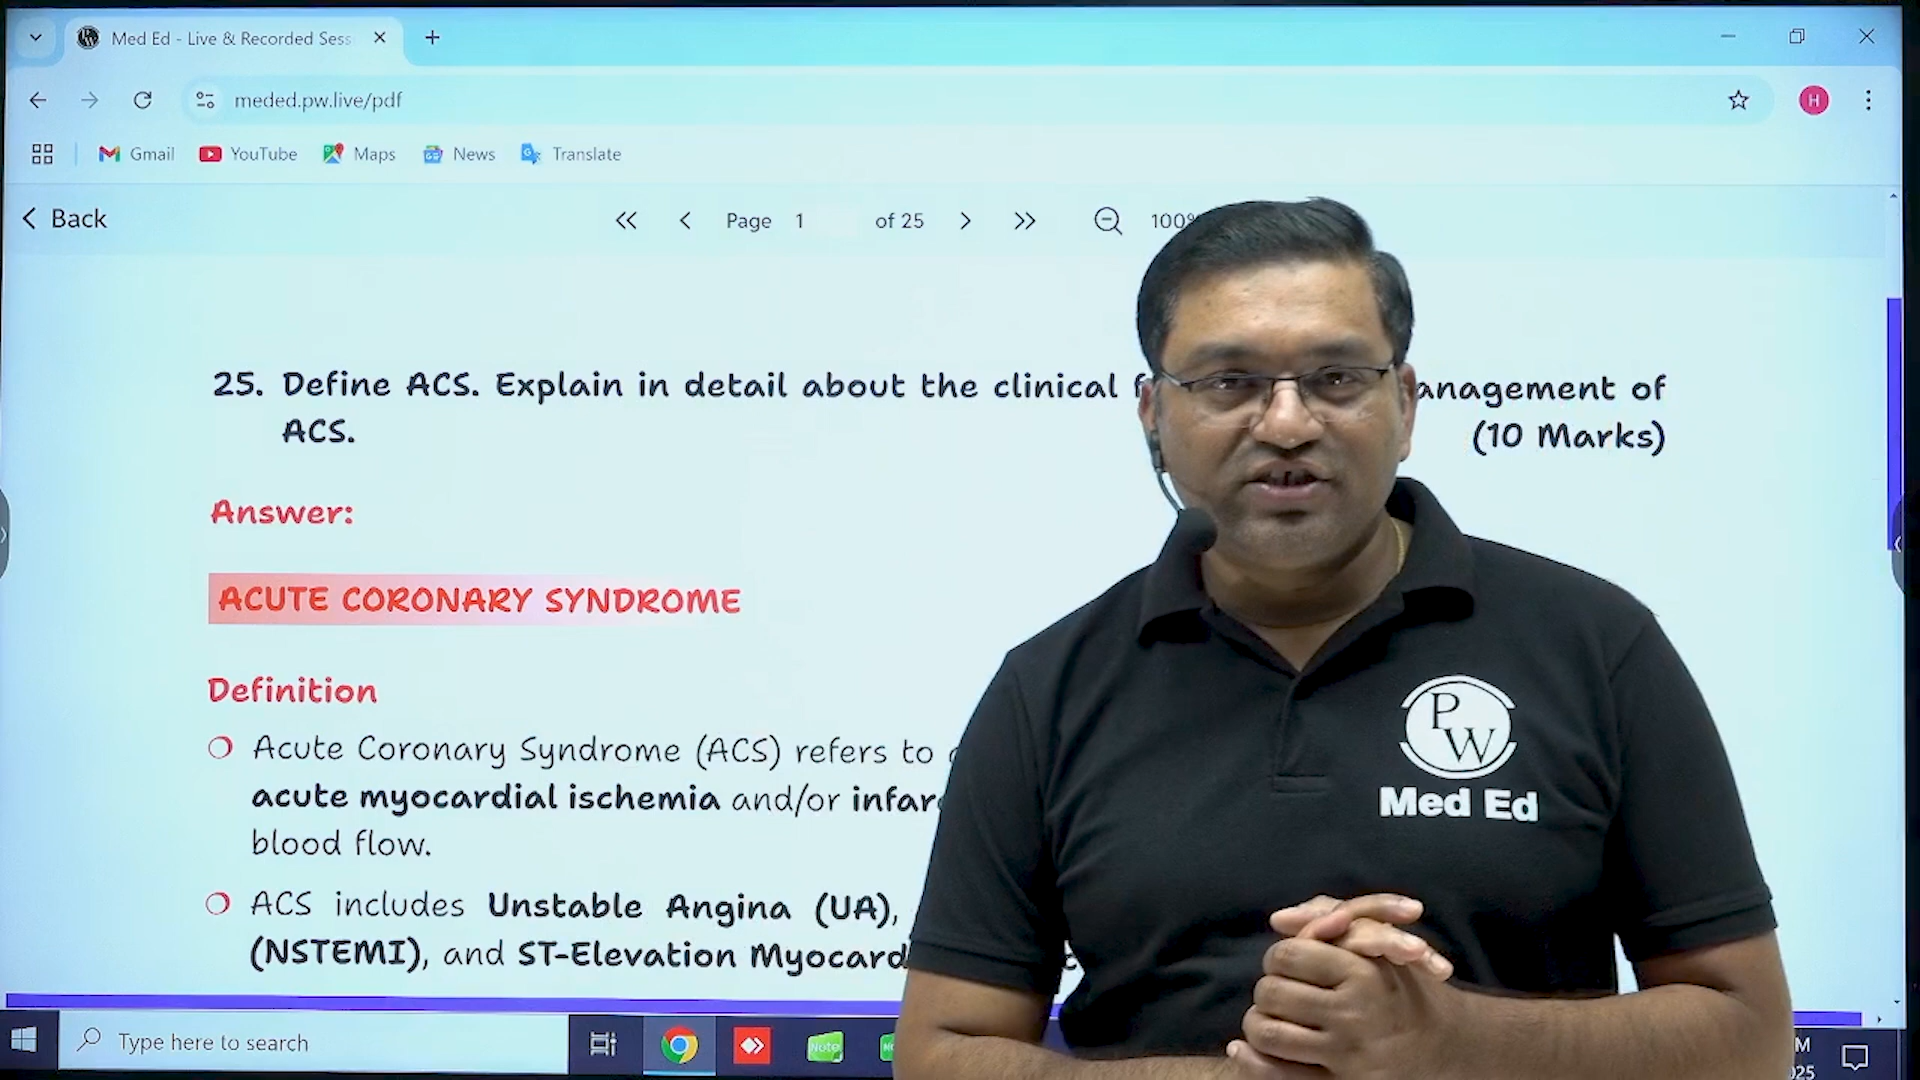 Med Ed - Live & Recorded Sess
meded.pw.live/pdf
H
Gmail YouTube Maps News Translate
Back
Page 1 of 25
100%
25. Define ACS. Explain in detail about the clinical
anagement of
ACS.
(10 Marks)
Answer:
ACUTE CORONARY SYNDROME
Definition
Acute Coronary Syndrome (ACS) refers to
acute myocardial ischemia and/or infar
blood flow.
ACS includes Unstable Angina (UA),
(NSTEMI), and ST-Elevation Myocard
PW
Med Ed
Type here to search
Note
M
025